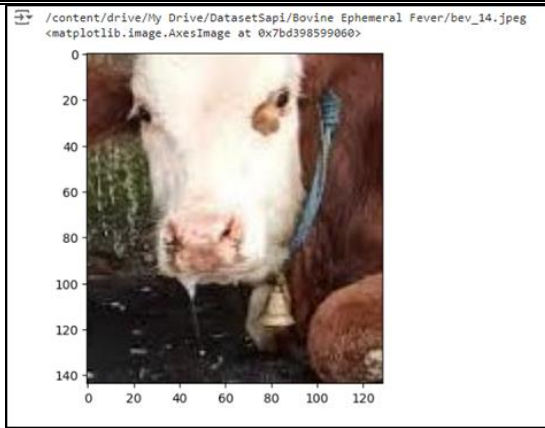 /content/drive/My Drive/DatasetSapi/Bovine Ephemeral Fever/bev_14.jpeg
<matplotlib.image.AxesImage at 0x7bd398599060>
0
20
40
60
80
100
120
140
0 20 40 60 80 100 120